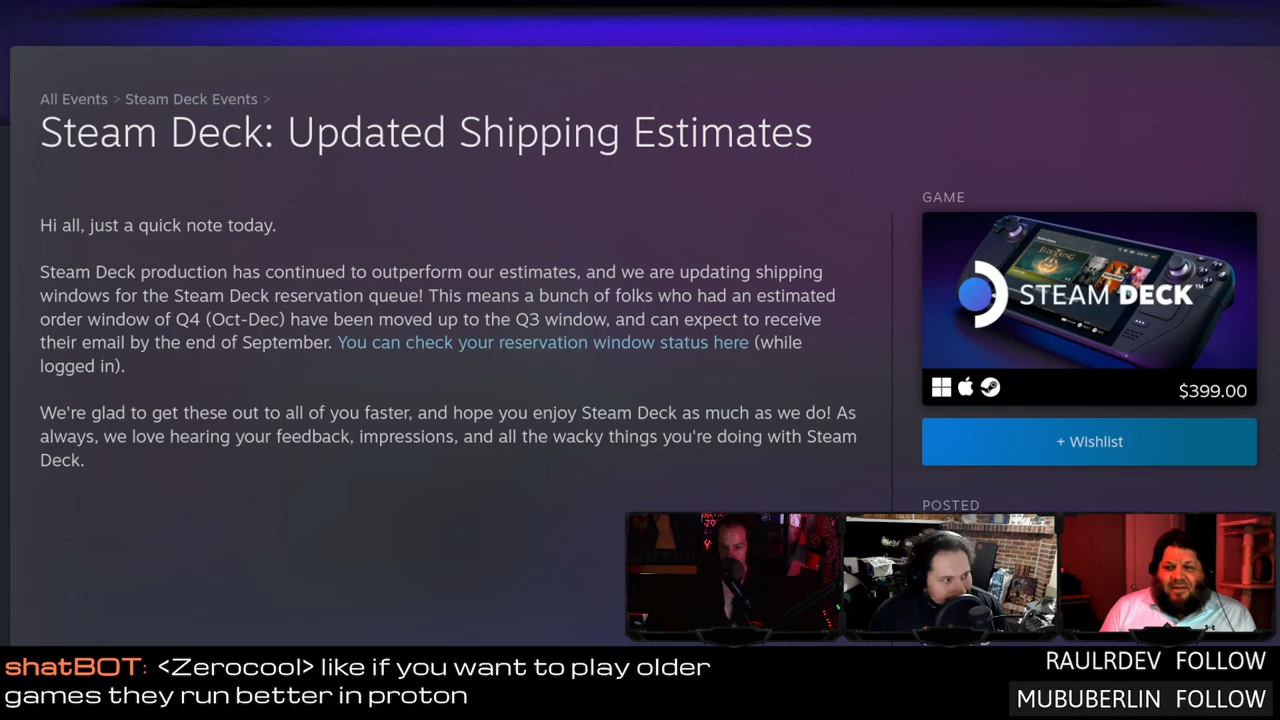 All Events > Steam Deck Events >
Steam Deck: Updated Shipping Estimates
Hi all, just a quick note today.
Steam Deck production has continued to outperform our estimates, and we are updating shipping
windows for the Steam Deck reservation queue! This means a bunch of folks who had an estimated
order window of Q4 (Oct-Dec) have been moved up to the Q3 window, and can expect to receive
their email by the end of September. You can check your reservation window status here (while
logged in).
We're glad to get these out to all of you faster, and hope you enjoy Steam Deck as much as we do! As
always, we love hearing your feedback, impressions, and all the wacky things you're doing with Steam
Deck.
GAME
STEAM DECK™
$399.00
+ Wishlist
POSTED
shatBOT: <Zerocool> like if you want to play older
games they run better in proton
RAULRDEV FOLLOW
MUBUBERLIN FOLLOW